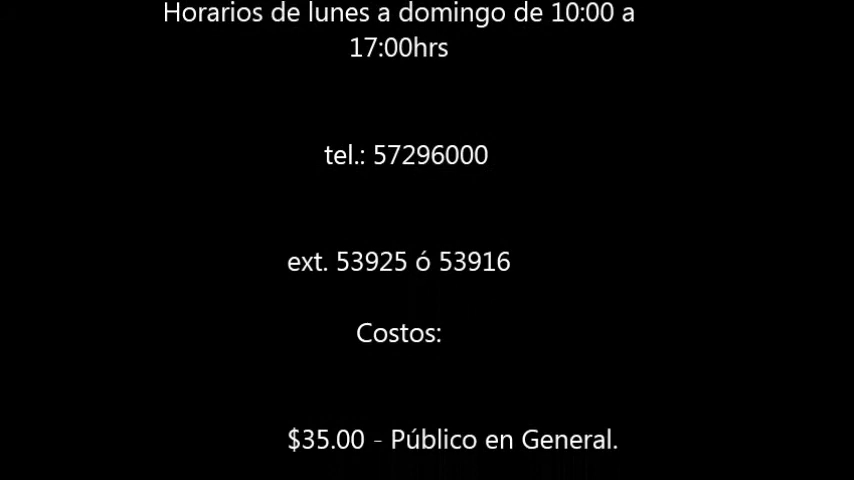 Horarios de lunes a domingo de 10:00 a
17:00hrs
tel.: 57296000
ext. 53925 ó 53916
Costos:
$35.00 - Público en General.